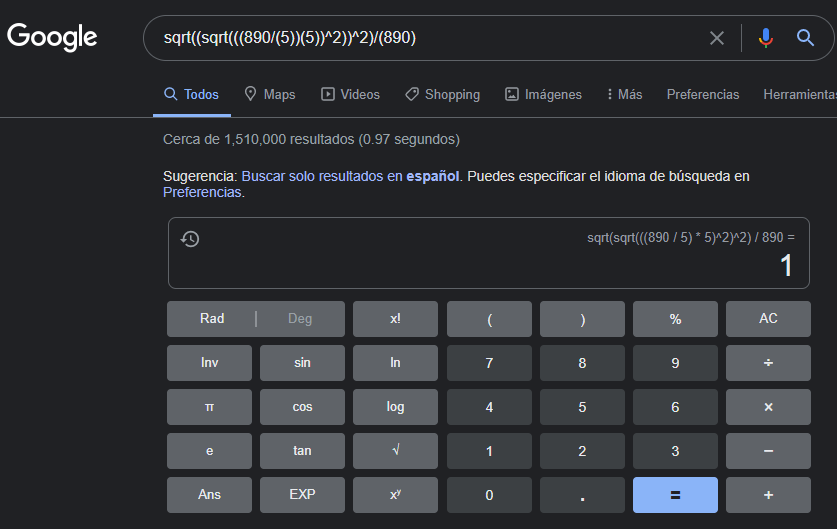 Google
sqrt((sqrt(((890/(5))(5))^2))^2)/(890)
Todos Maps Videos Shopping Imágenes Más Preferencias Herramientas
Cerca de 1,510,000 resultados (0.97 segundos)
Sugerencia: Buscar solo resultados en español. Puedes especificar el idioma de búsqueda en
Preferencias.
sqrt(sqrt(((890 / 5) * 5)^2)^2) / 890 =
1
Rad | Deg x! ( ) % AC
Inv sin ln 7 8 9 ÷
π cos log 4 5 6 ×
e tan √ 1 2 3 −
Ans EXP xʸ 0 . = +